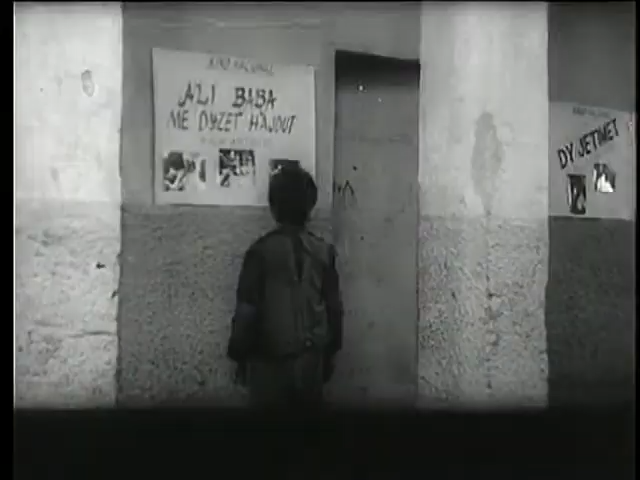 KINO NACIONAL
ALI BABA
ME DYZET HAJDUT
DY JETIMET